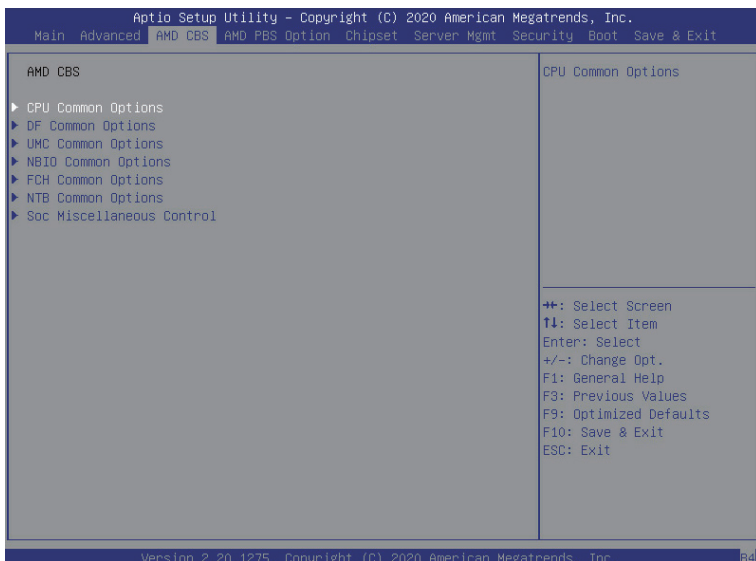 Aptio Setup Utility – Copyright (C) 2020 American Megatrends, Inc.
Main Advanced AMD CBS AMD PBS Option Chipset Server Mgmt Security Boot Save & Exit
AMD CBS
CPU Common Options
DF Common Options
UMC Common Options
NBIO Common Options
FCH Common Options
NTB Common Options
Soc Miscellaneous Control
CPU Common Options
→←: Select Screen
↑↓: Select Item
Enter: Select
+/-: Change Opt.
F1: General Help
F3: Previous Values
F9: Optimized Defaults
F10: Save & Exit
ESC: Exit
Version 2.20.1275. Copyright (C) 2020 American Megatrends, Inc.
B4